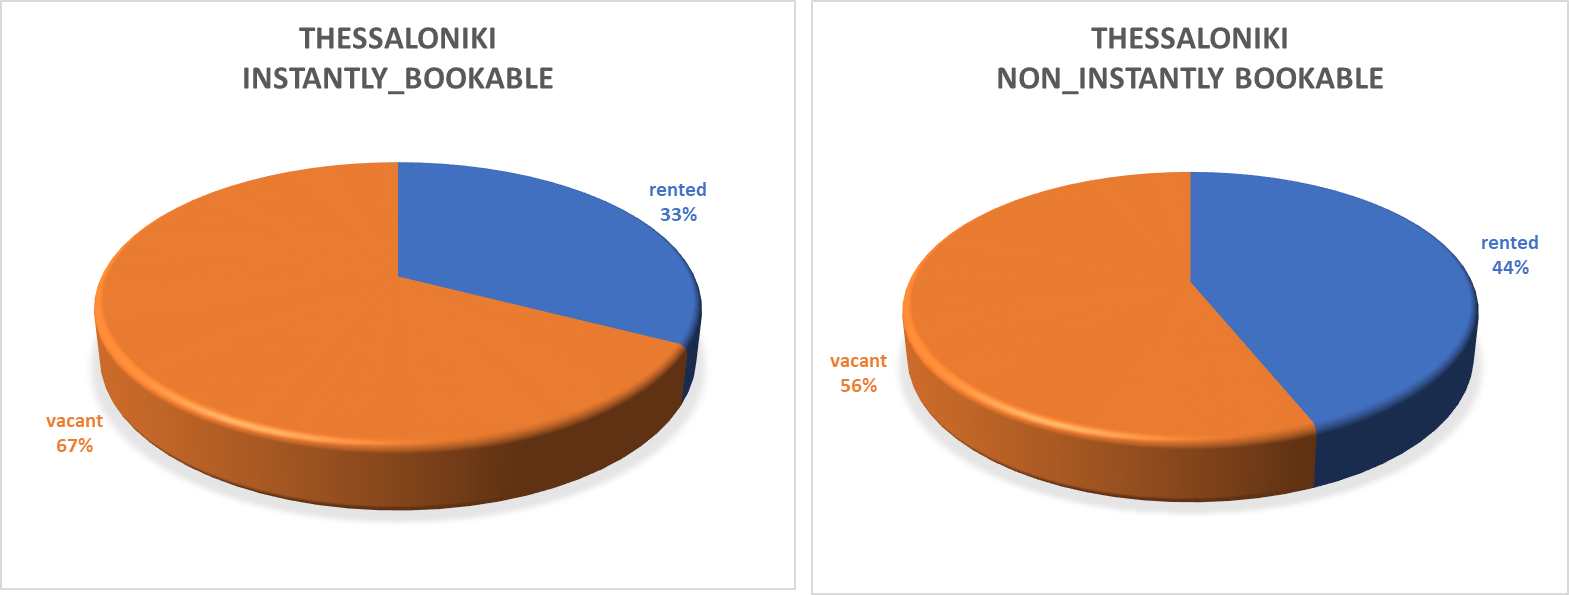 THESSALONIKI
INSTANTLY_BOOKABLE
rented
33%
vacant
67%
THESSALONIKI
NON_INSTANTLY BOOKABLE
rented
44%
vacant
56%